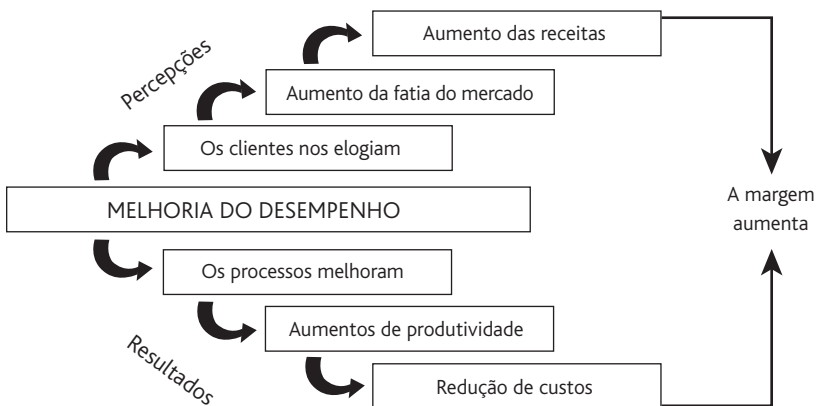 Aumento das receitas
Percepções
Aumento da fatia do mercado
Os clientes nos elogiam
MELHORIA DO DESEMPENHO
A margem
aumenta
Os processos melhoram
Aumentos de produtividade
Resultados
Redução de custos